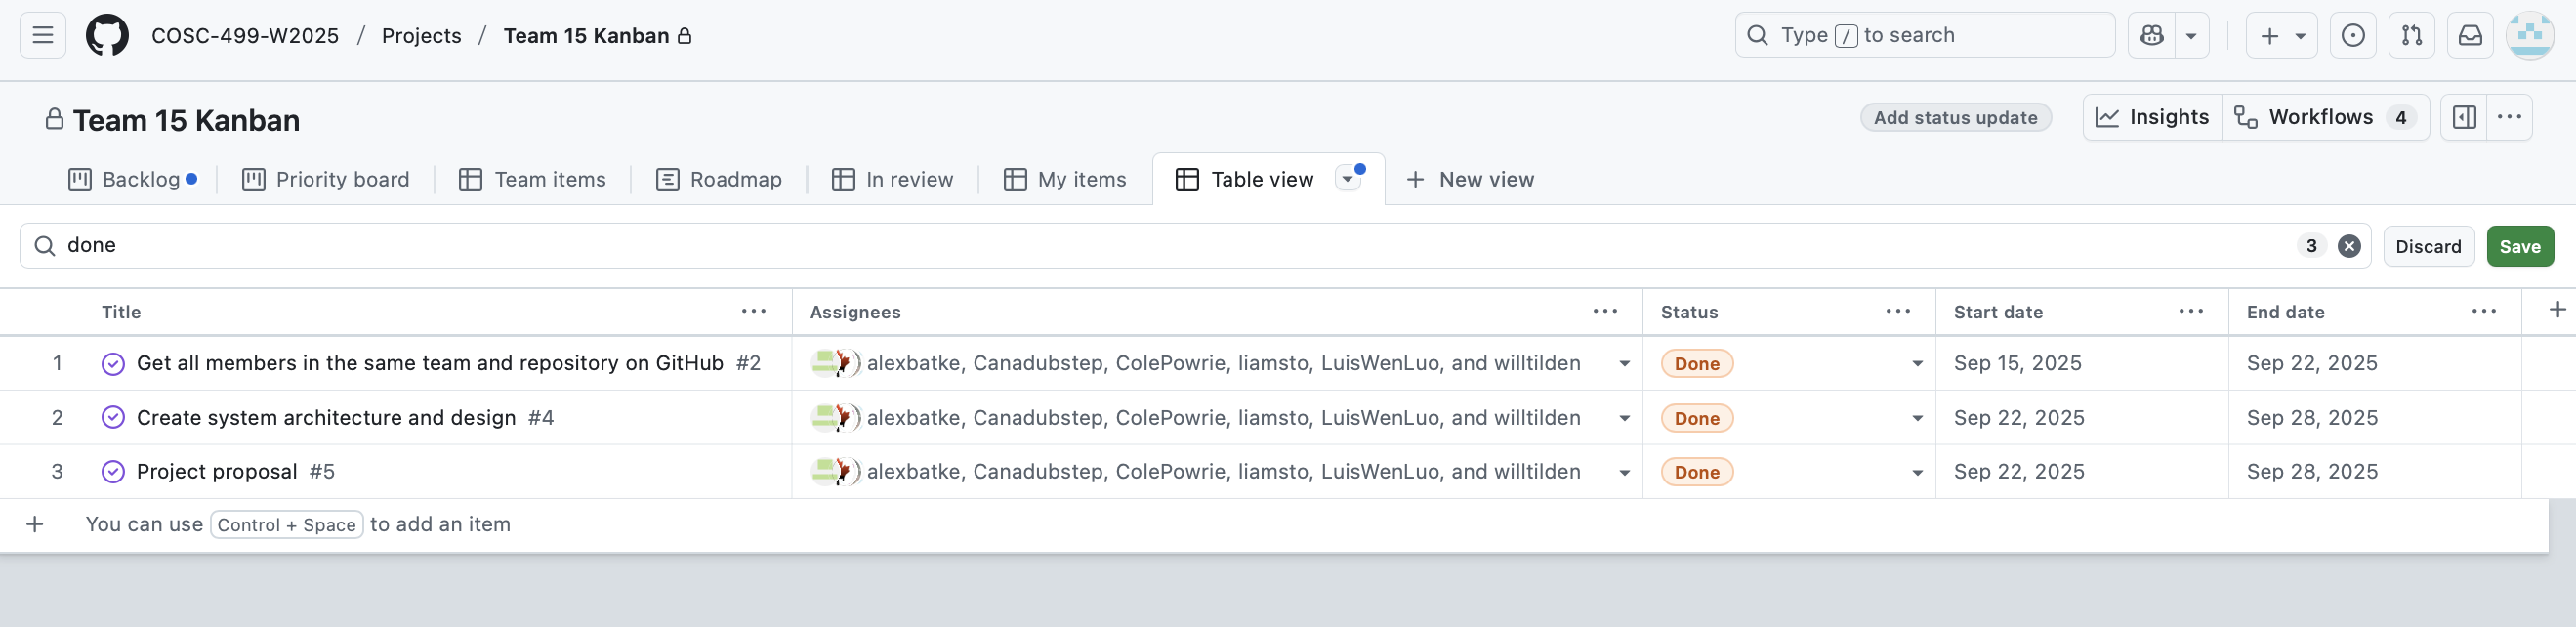 COSC-499-W2025 / Projects / Team 15 Kanban
Type / to search
Team 15 Kanban
Add status update
Insights
Workflows 4
Backlog
Priority board
Team items
Roadmap
In review
My items
Table view
New view
done
3
Discard
Save
Title Assignees Status Start date End date
1 Get all members in the same team and repository on GitHub #2 alexbatke, Canadubstep, ColePowrie, liamsto, LuisWenLuo, and willtilden Done Sep 15, 2025 Sep 22, 2025
2 Create system architecture and design #4 alexbatke, Canadubstep, ColePowrie, liamsto, LuisWenLuo, and willtilden Done Sep 22, 2025 Sep 28, 2025
3 Project proposal #5 alexbatke, Canadubstep, ColePowrie, liamsto, LuisWenLuo, and willtilden Done Sep 22, 2025 Sep 28, 2025
You can use Control + Space to add an item